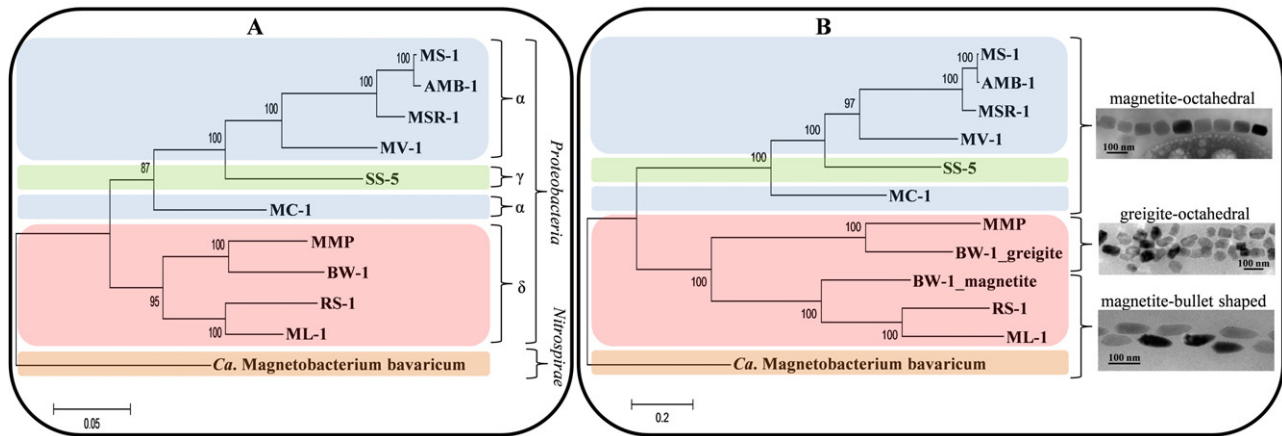 A
100
MS-1
100
AMB-1
100
MSR-1
100
MV-1
87
SS-5
MC-1
100
MMP
BW-1
95
RS-1
100
ML-1
Ca. Magnetobacterium bavaricum
0.05
α
γ
α
δ
Proteobacteria
Nitrospirae
B
100
MS-1
100
AMB-1
97
MSR-1
100
MV-1
100
SS-5
MC-1
MMP
100
BW-1_greigite
100
BW-1_magnetite
100
RS-1
100
ML-1
Ca. Magnetobacterium bavaricum
0.2
magnetite-octahedral
100 nm
greigite-octahedral
100 nm
magnetite-bullet shaped
100 nm